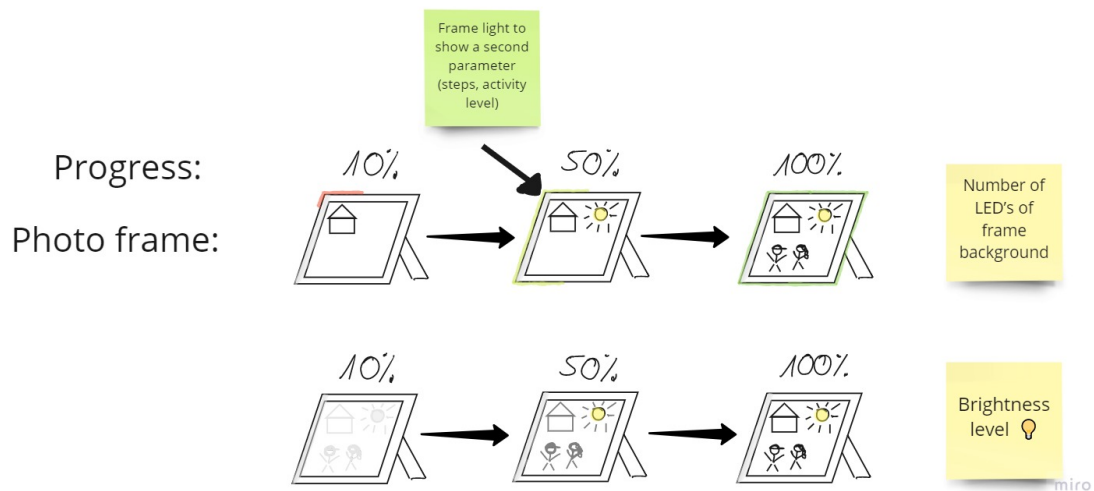 Frame light to
show a second
parameter
(steps, activity
level)
Progress:
10%
50%
100%
Number of
LED's of
frame
background
Photo frame:
10%
50%
100%
Brightness
level
miro